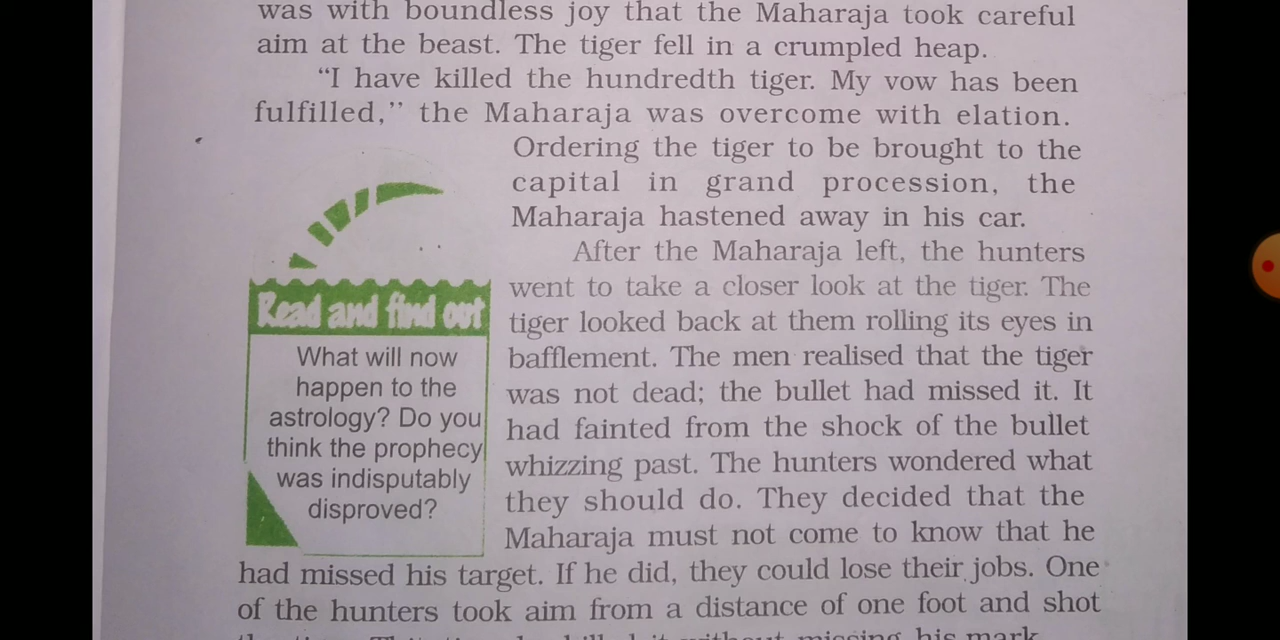 was with boundless joy that the Maharaja took careful
aim at the beast. The tiger fell in a crumpled heap.
“I have killed the hundredth tiger. My vow has been
fulfilled,” the Maharaja was overcome with elation.
Ordering the tiger to be brought to the
capital in grand procession, the
Maharaja hastened away in his car.
After the Maharaja left, the hunters
went to take a closer look at the tiger. The
tiger looked back at them rolling its eyes in
bafflement. The men realised that the tiger
was not dead; the bullet had missed it. It
had fainted from the shock of the bullet
whizzing past. The hunters wondered what
they should do. They decided that the
Maharaja must not come to know that he
had missed his target. If he did, they could lose their jobs. One
of the hunters took aim from a distance of one foot and shot
without missing his mark
Read and find out
What will now
happen to the
astrology? Do you
think the prophecy
was indisputably
disproved?